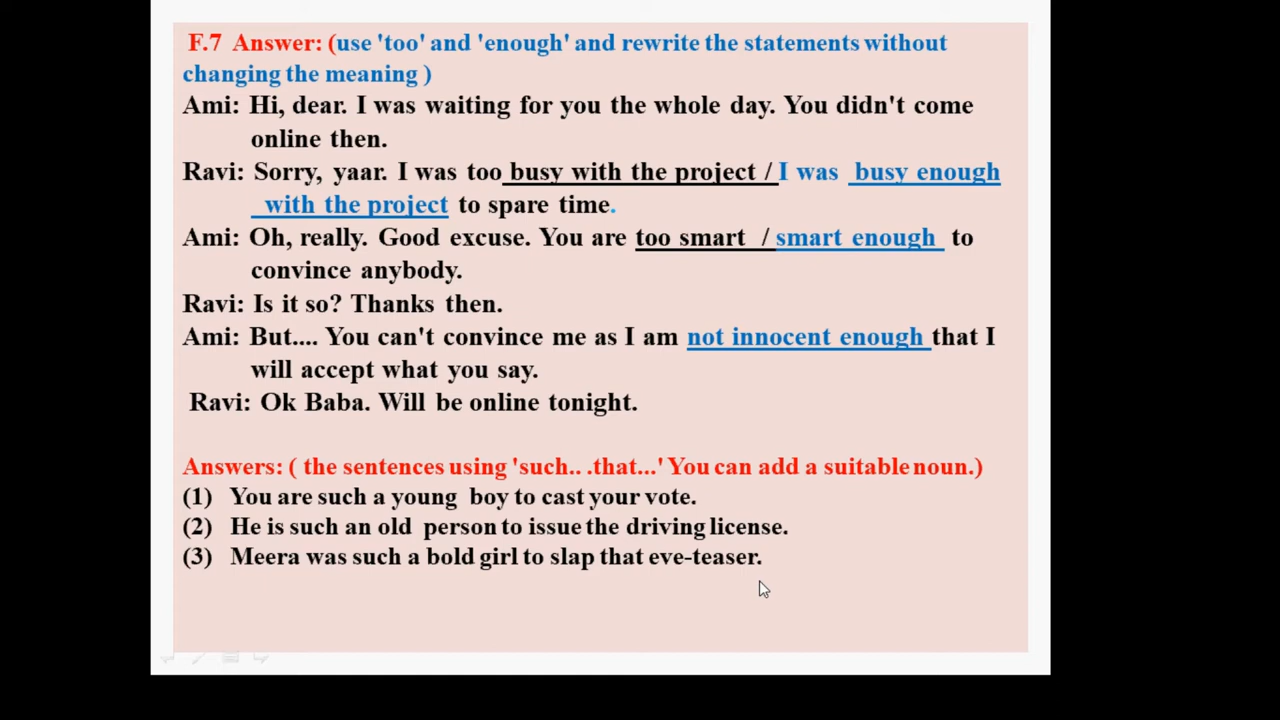 F.7 Answer: (use 'too' and 'enough' and rewrite the statements without
changing the meaning )
Ami: Hi, dear. I was waiting for you the whole day. You didn't come
online then.
Ravi: Sorry, yaar. I was too busy with the project / I was busy enough
with the project to spare time.
Ami: Oh, really. Good excuse. You are too smart / smart enough to
convince anybody.
Ravi: Is it so? Thanks then.
Ami: But.... You can't convince me as I am not innocent enough that I
will accept what you say.
Ravi: Ok Baba. Will be online tonight.
Answers: ( the sentences using 'such.. .that...' You can add a suitable noun.)
(1) You are such a young boy to cast your vote.
(2) He is such an old person to issue the driving license.
(3) Meera was such a bold girl to slap that eve-teaser.